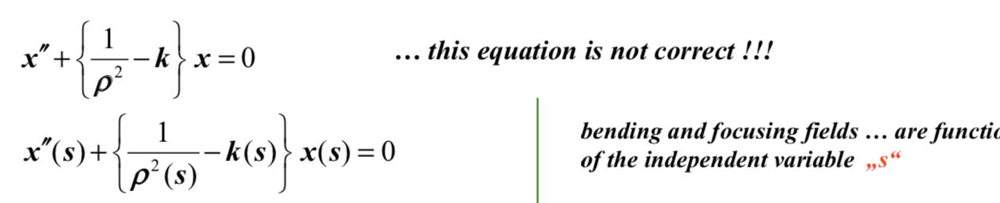 x″ + {1/ρ² − k} x = 0
… this equation is not correct !!!
x″(s) + {1/ρ²(s) − k(s)} x(s) = 0
bending and focusing fields … are
of the independent variable „s“